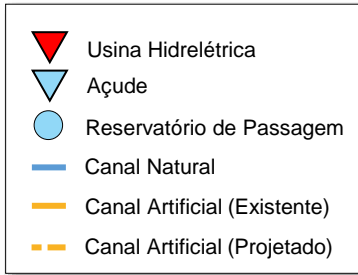 Usina Hidrelétrica
Açude
Reservatório de Passagem
Canal Natural
Canal Artificial (Existente)
Canal Artificial (Projetado)